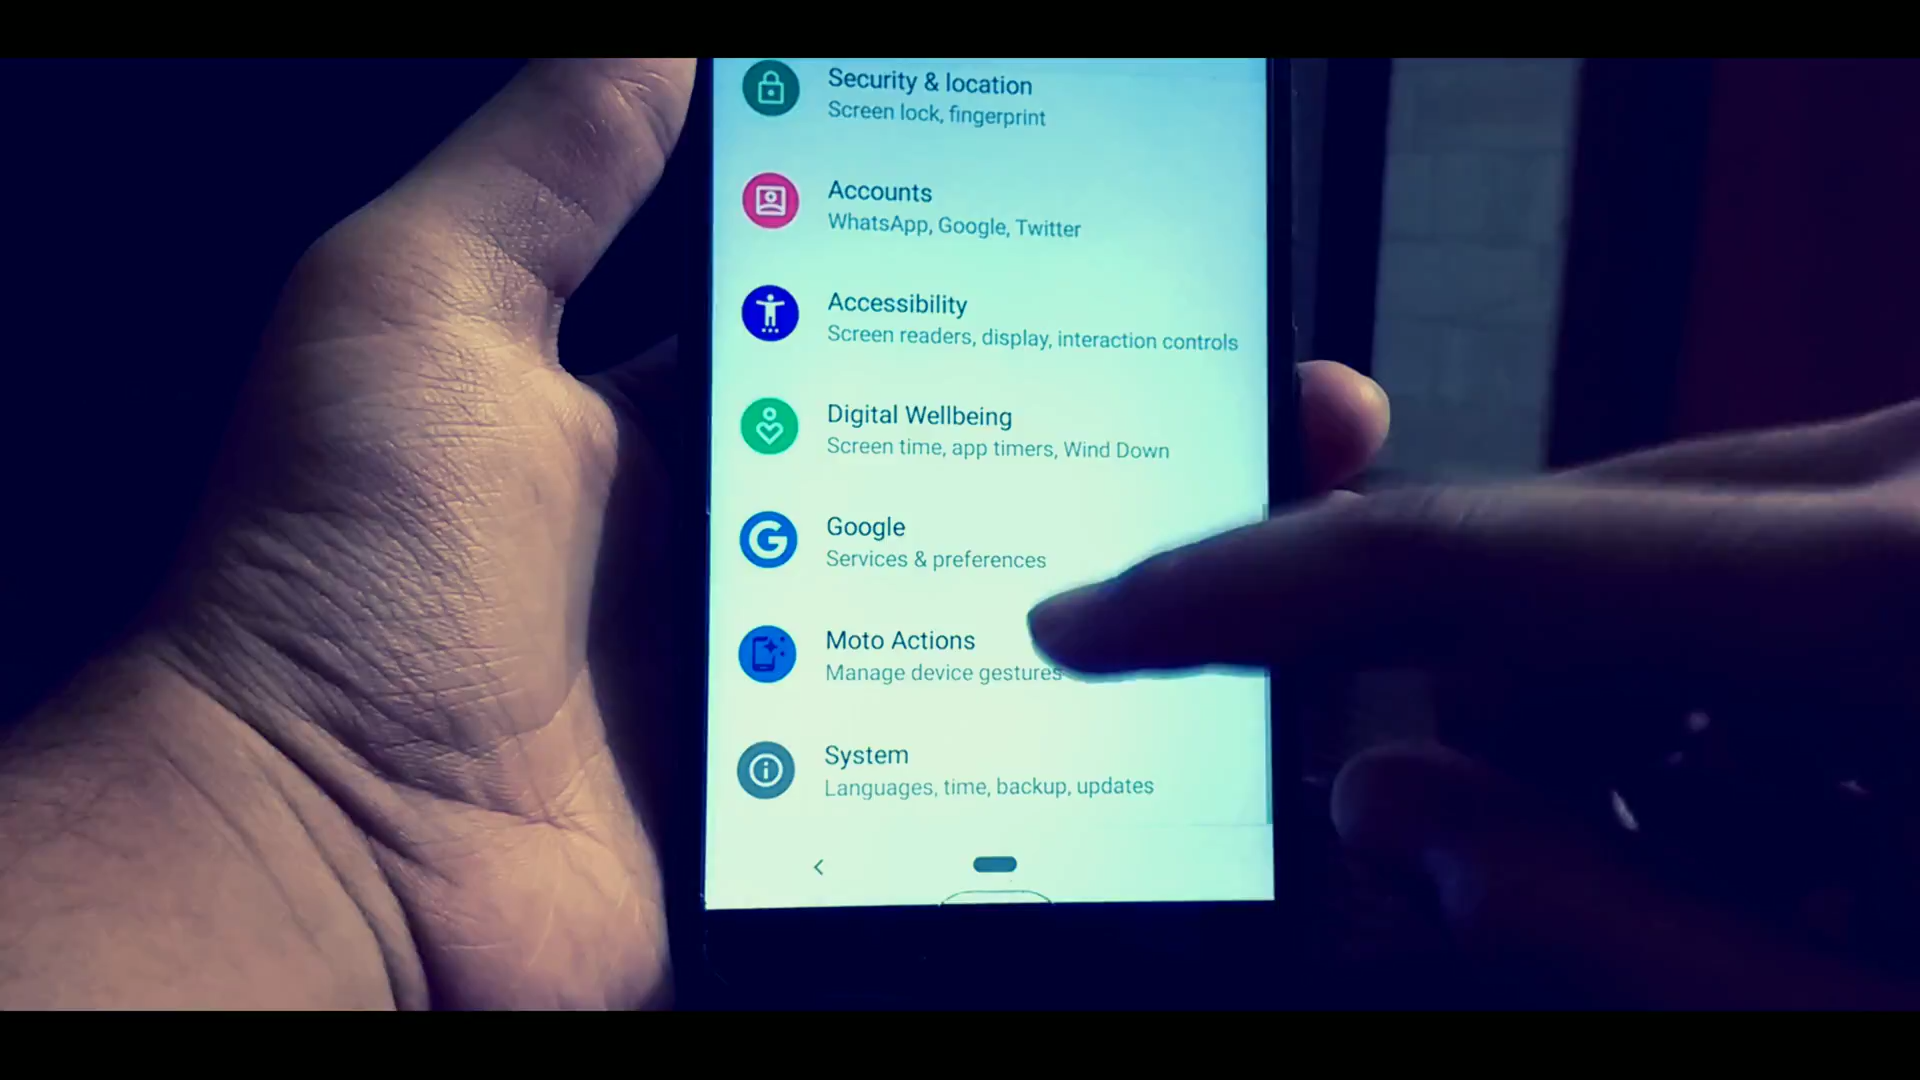 Security & location
Screen lock, fingerprint
Accounts
WhatsApp, Google, Twitter
Accessibility
Screen readers, display, interaction controls
Digital Wellbeing
Screen time, app timers, Wind Down
Google
Services & preferences
Moto Actions
Manage device gestures
System
Languages, time, backup, updates